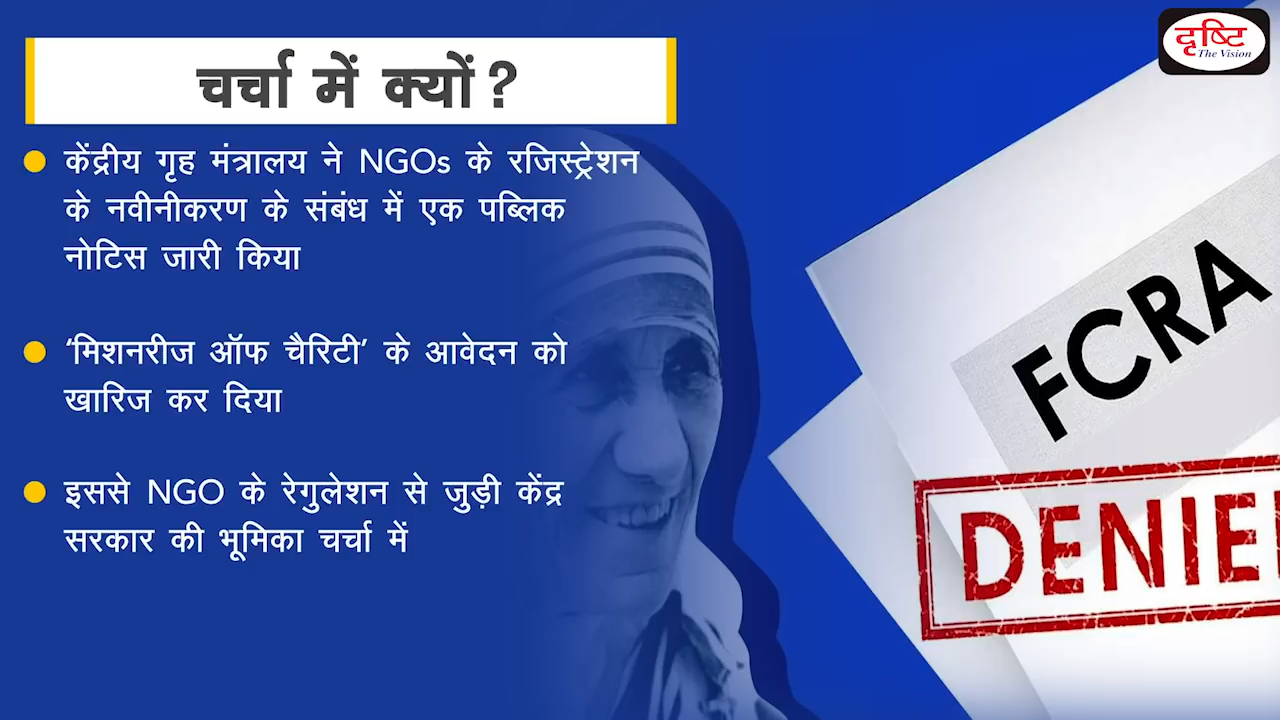 दृष्टि
The Vision
चर्चा में क्यों?
केंद्रीय गृह मंत्रालय ने NGOs के रजिस्ट्रेशन
के नवीनीकरण के संबंध में एक पब्लिक
नोटिस जारी किया
‘मिशनरीज ऑफ चैरिटी’ के आवेदन को
खारिज कर दिया
इससे NGO के रेगुलेशन से जुड़ी केंद्र
सरकार की भूमिका चर्चा में
FCRA
DENIE